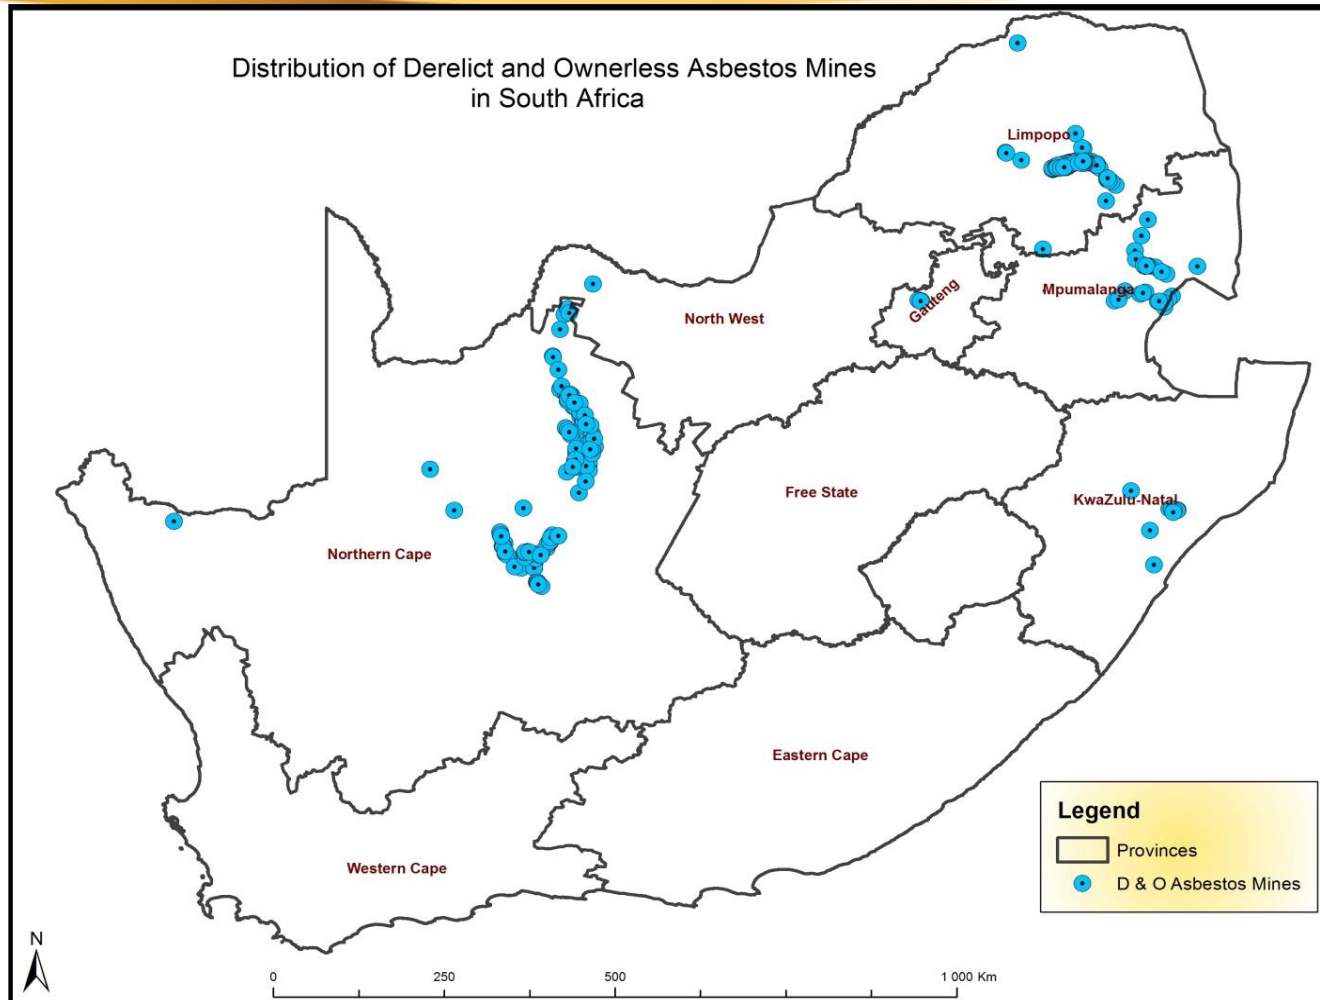 Distribution of Derelict and Ownerless Asbestos Mines
in South Africa
Limpopo
Mpumalanga
Gauteng
North West
Free State
KwaZulu-Natal
Northern Cape
Eastern Cape
Western Cape
Legend
Provinces
D & O Asbestos Mines
N
0 250 500 1 000 Km